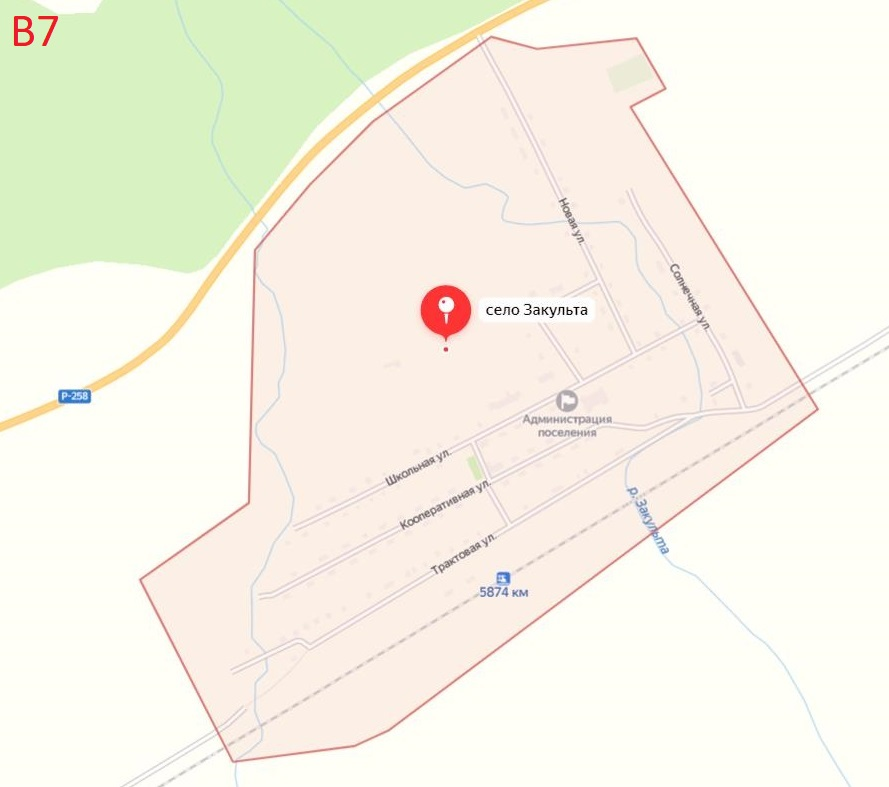 B7
Новая ул.
Солнечная ул.
село Закульта
Р-258
Администрация
поселения
Школьная ул.
Кооперативная ул.
р. Закульта
Трактовая ул.
5874 км